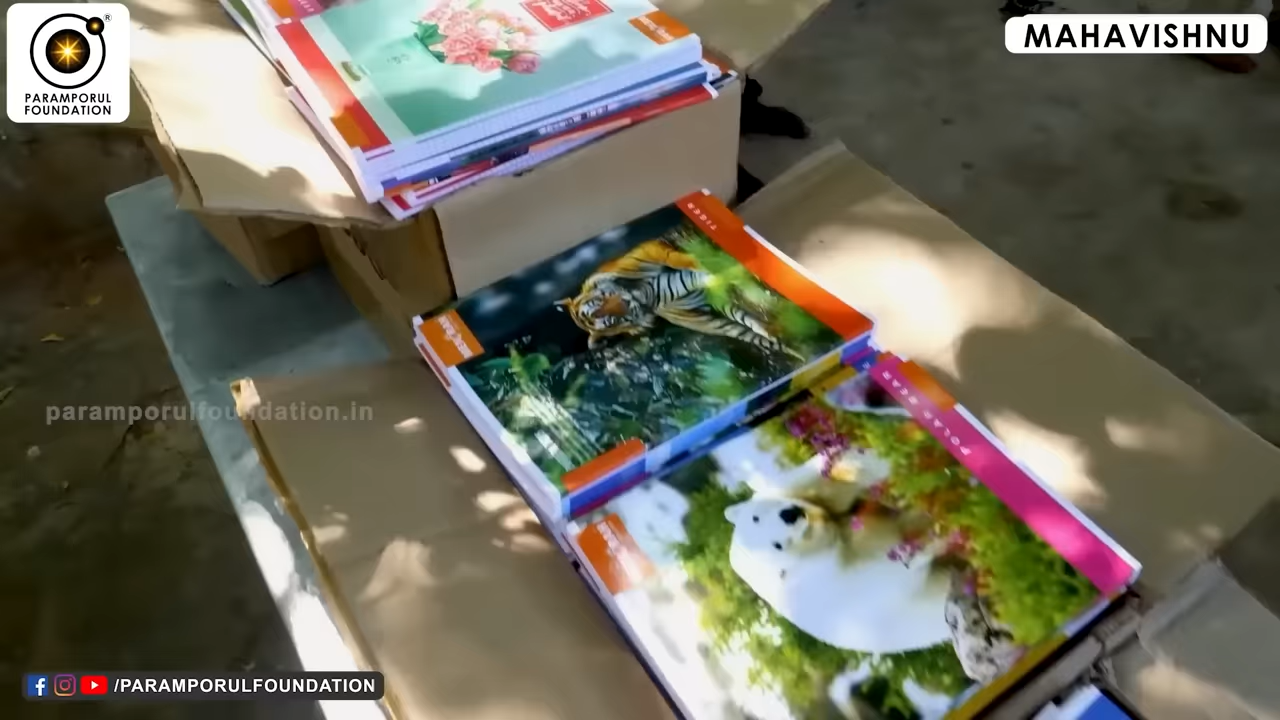 PARAMPORUL
FOUNDATION
®
MAHAVISHNU
TIGER
POLAR BEAR
paramporulfoundation.in
/PARAMPORULFOUNDATION